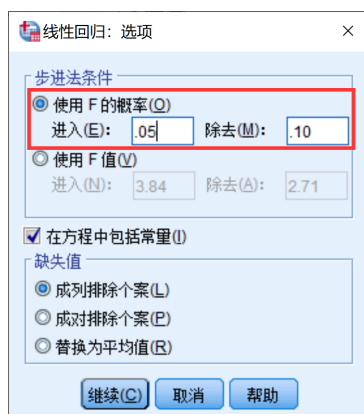 线性回归：选项
步进法条件
使用 F 的概率(O)
进入(E)： .05 除去(M)： .10
使用 F 值(V)
进入(N)： 3.84 除去(A)： 2.71
在方程中包括常量(I)
缺失值
成列排除个案(L)
成对排除个案(P)
替换为平均值(R)
继续(C) 取消 帮助